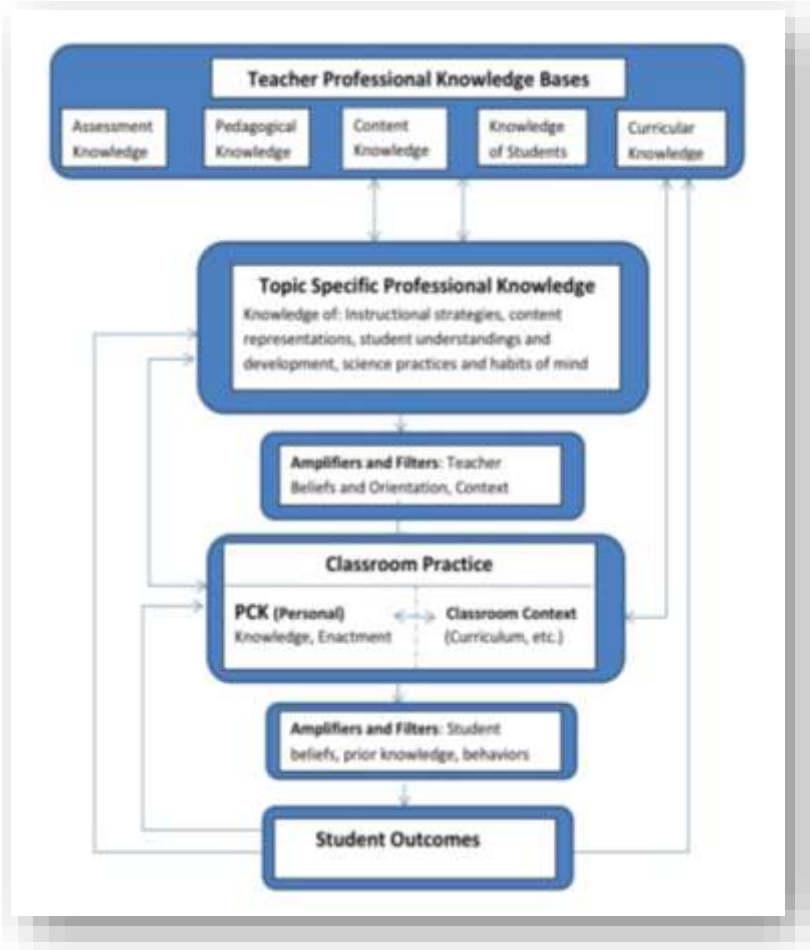 Teacher Professional Knowledge Bases
Assessment
Knowledge
Pedagogical
Knowledge
Content
Knowledge
Knowledge
of Students
Curricular
Knowledge
Topic Specific Professional Knowledge
Knowledge of: Instructional strategies, content
representations, student understandings and
development, science practices and habits of mind
Amplifiers and Filters: Teacher
Beliefs and Orientation, Context
Classroom Practice
PCK (Personal)
Knowledge, Enactment
Classroom Context
(Curriculum, etc.)
Amplifiers and Filters: Student
beliefs, prior knowledge, behaviors
Student Outcomes